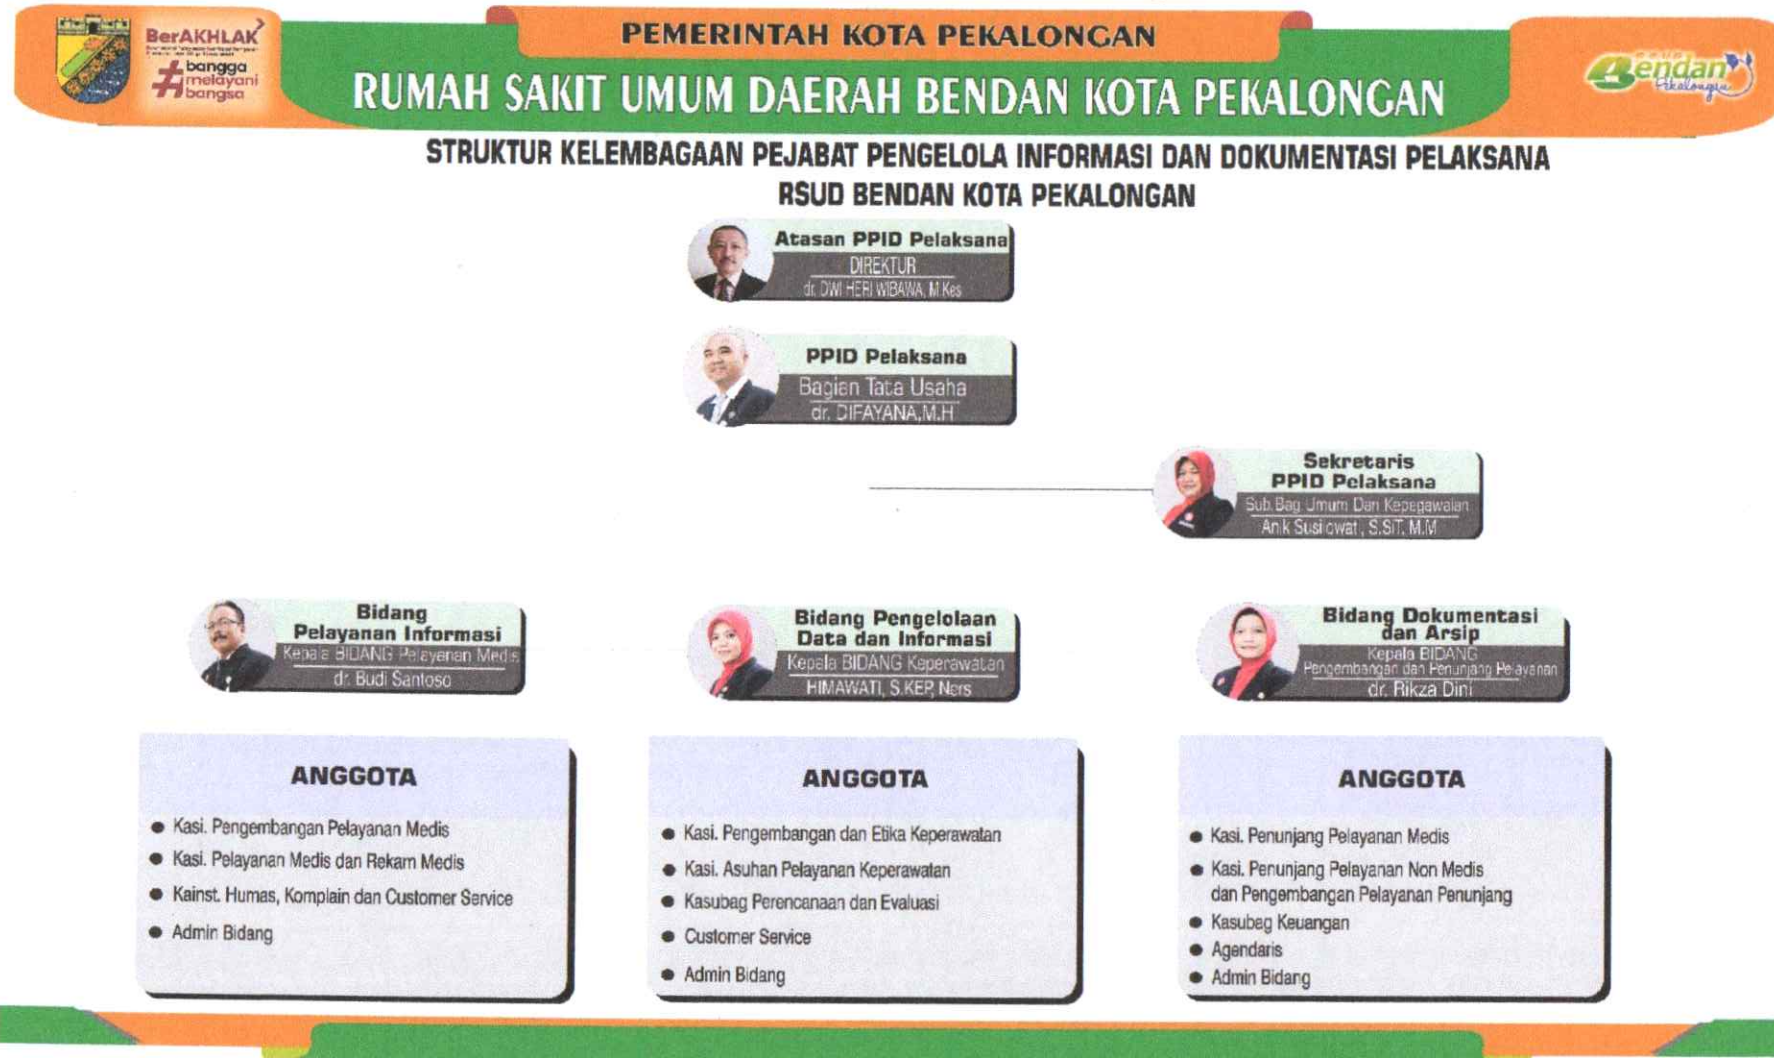 BerAKHLAK
#bangga
melayani
bangsa
PEMERINTAH KOTA PEKALONGAN
RUMAH SAKIT UMUM DAERAH BENDAN KOTA PEKALONGAN
Bendan
Pekalongan
STRUKTUR KELEMBAGAAN PEJABAT PENGELOLA INFORMASI DAN DOKUMENTASI PELAKSANA
RSUD BENDAN KOTA PEKALONGAN
Atasan PPID Pelaksana
DIREKTUR
dr. DWI HERI WIBAWA, M.Kes
PPID Pelaksana
Bagian Tata Usaha
dr. DIFAYANA,M.H
Sekretaris
PPID Pelaksana
Sub.Bag Umum Dan Kepegawaian
Anik Susilowati, S.SiT, M.M
Bidang
Pelayanan Informasi
Kepala BIDANG Pelayanan Medis
dr. Budi Santoso
Bidang Pengelolaan
Data dan Informasi
Kepala BIDANG Keperawatan
HIMAWATI, S.KEP, Ners
Bidang Dokumentasi
dan Arsip
Kepala BIDANG
Pengembangan dan Penunjang Pelayanan
dr. Rikza Dini
ANGGOTA
● Kasi. Pengembangan Pelayanan Medis
● Kasi. Pelayanan Medis dan Rekam Medis
● Kainst. Humas, Komplain dan Customer Service
● Admin Bidang
ANGGOTA
● Kasi. Pengembangan dan Etika Keperawatan
● Kasi. Asuhan Pelayanan Keperawatan
● Kasubag Perencanaan dan Evaluasi
● Customer Service
● Admin Bidang
ANGGOTA
● Kasi. Penunjang Pelayanan Medis
● Kasi. Penunjang Pelayanan Non Medis
dan Pengembangan Pelayanan Penunjang
● Kasubag Keuangan
● Agendaris
● Admin Bidang